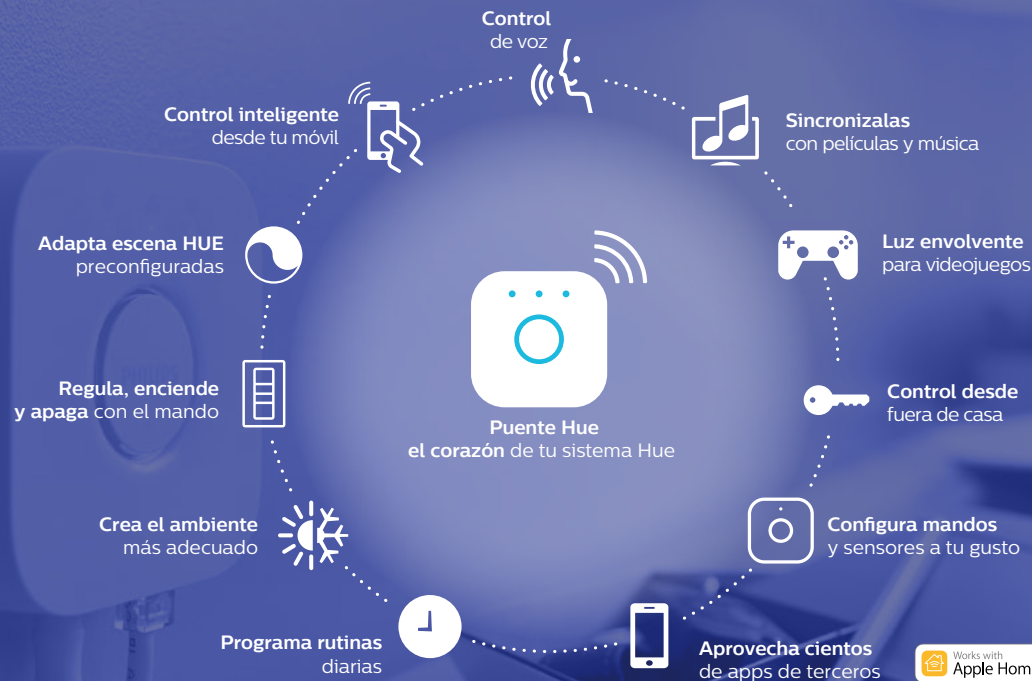 Control
de voz
Control inteligente
desde tu móvil
Sincronizalas
con películas y música
Adapta escena HUE
preconfiguradas
Luz envolvente
para videojuegos
Regula, enciende
y apaga con el mando
Puente Hue
el corazón de tu sistema Hue
Control desde
fuera de casa
Crea el ambiente
más adecuado
Configura mandos
y sensores a tu gusto
Programa rutinas
diarias
Aprovecha cientos
de apps de terceros
Works with
Apple Hom
PHILIPS